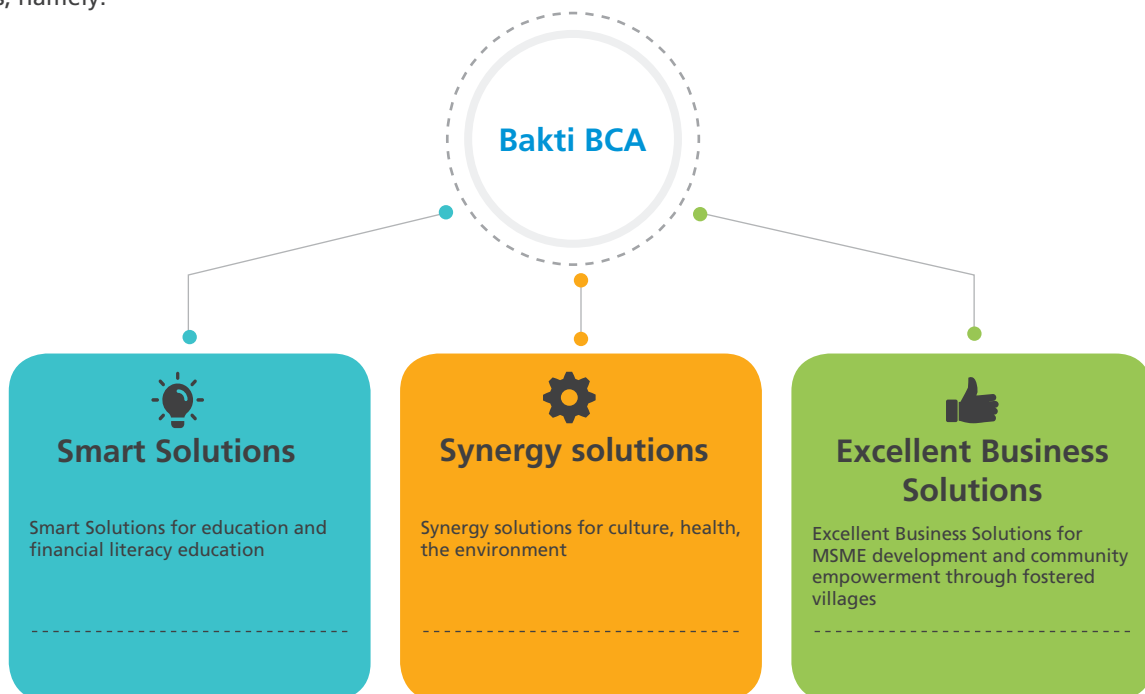 s, namely:
Bakti BCA
Smart Solutions
Smart Solutions for education and
financial literacy education
Synergy solutions
Synergy solutions for culture, health,
the environment
Excellent Business
Solutions
Excellent Business Solutions for
MSME development and community
empowerment through fostered
villages